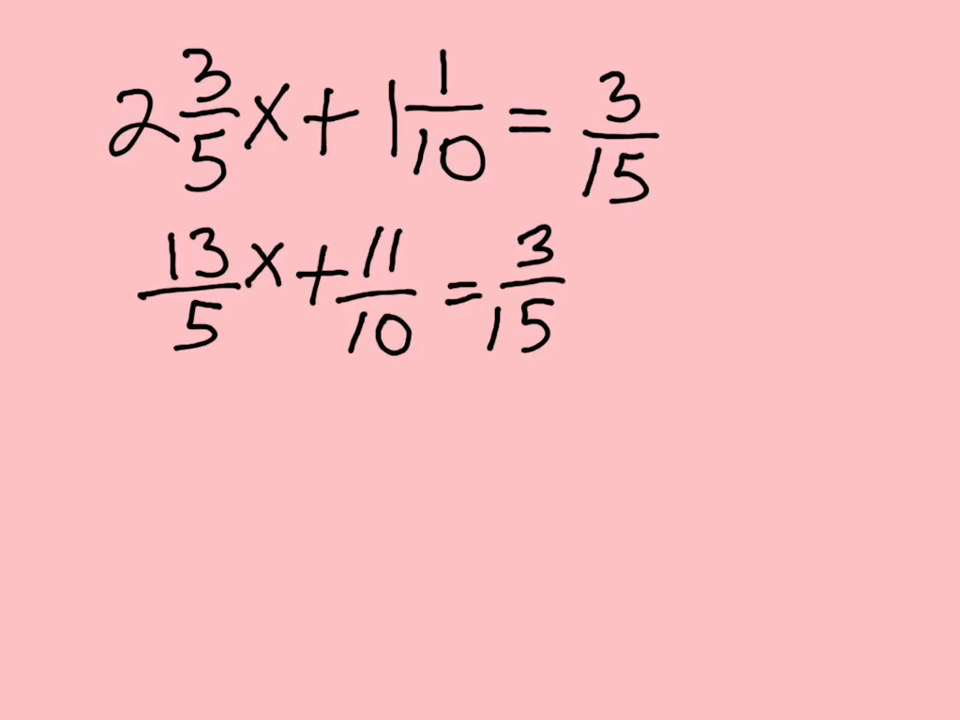 2 3/5 x + 1 1/10 = 3/15
13/5 x + 11/10 = 3/15